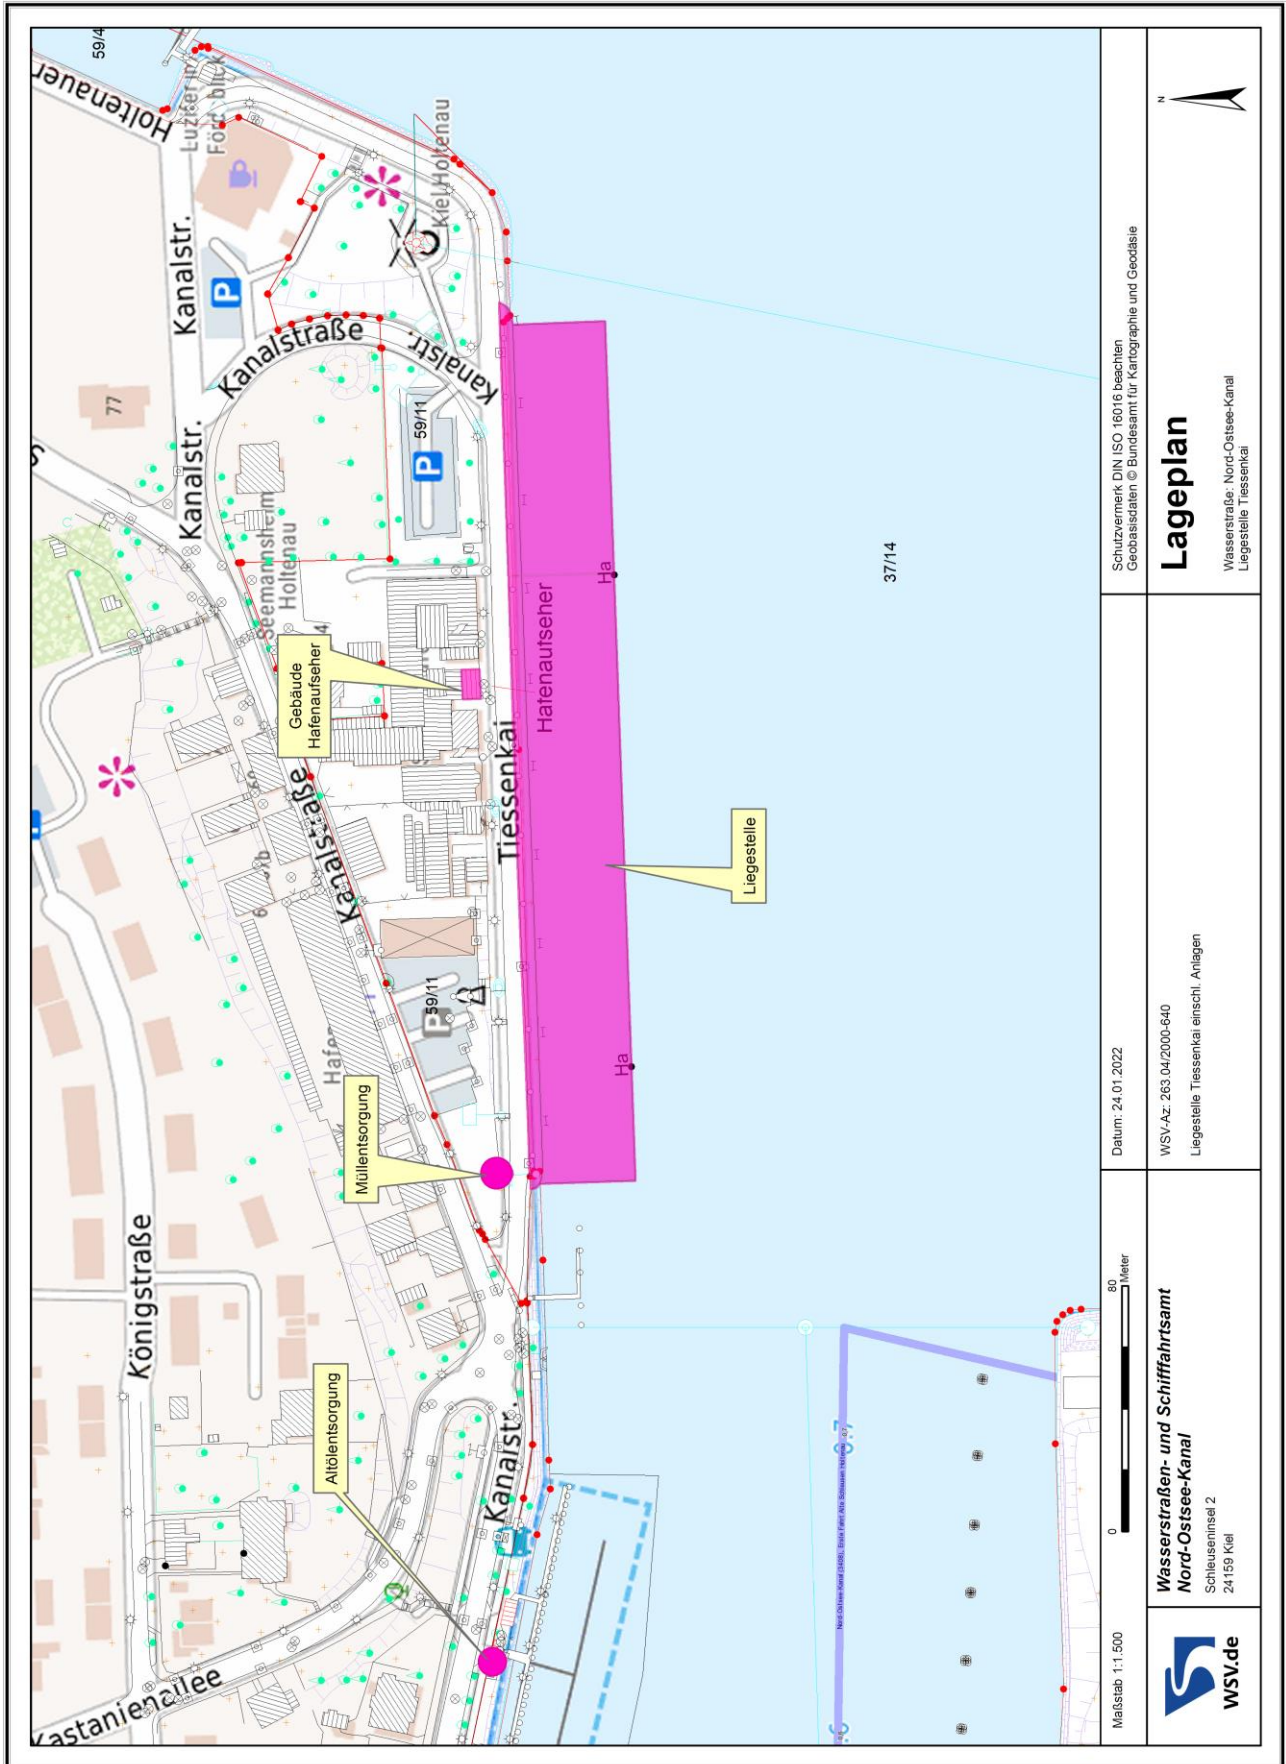 Kastanienallee
Königstraße
Kanalstraße
Kanalstr.
Altölentsorgung
Müllentsorgung
Gebäude
Hafenaufseher
Seemannsheim
Holtenau
Kanalstr.
Kanalstr.
Kanalstraße
Kanalstr.
Holtenauer
59/4
77
P
P
P
59/11
59/11
Kiel-Holtenau
Tiessenkai
Hafenaufseher
Ha
Ha
Liegestelle
37/14
Maßstab 1:1.500
0
80
Meter
Datum: 24.01.2022
Schutzvermerk DIN ISO 16016 beachten
Geobasisdaten © Bundesamt für Kartographie und Geodäsie
WSV.de
Wasserstraßen- und Schifffahrtsamt
Nord-Ostsee-Kanal
Schleuseninsel 2
24159 Kiel
WSV-Az: 263.04/2000-640
Liegestelle Tiessenkai einschl. Anlagen
Lageplan
Wasserstraße: Nord-Ostsee-Kanal
Liegestelle Tiessenkai
N